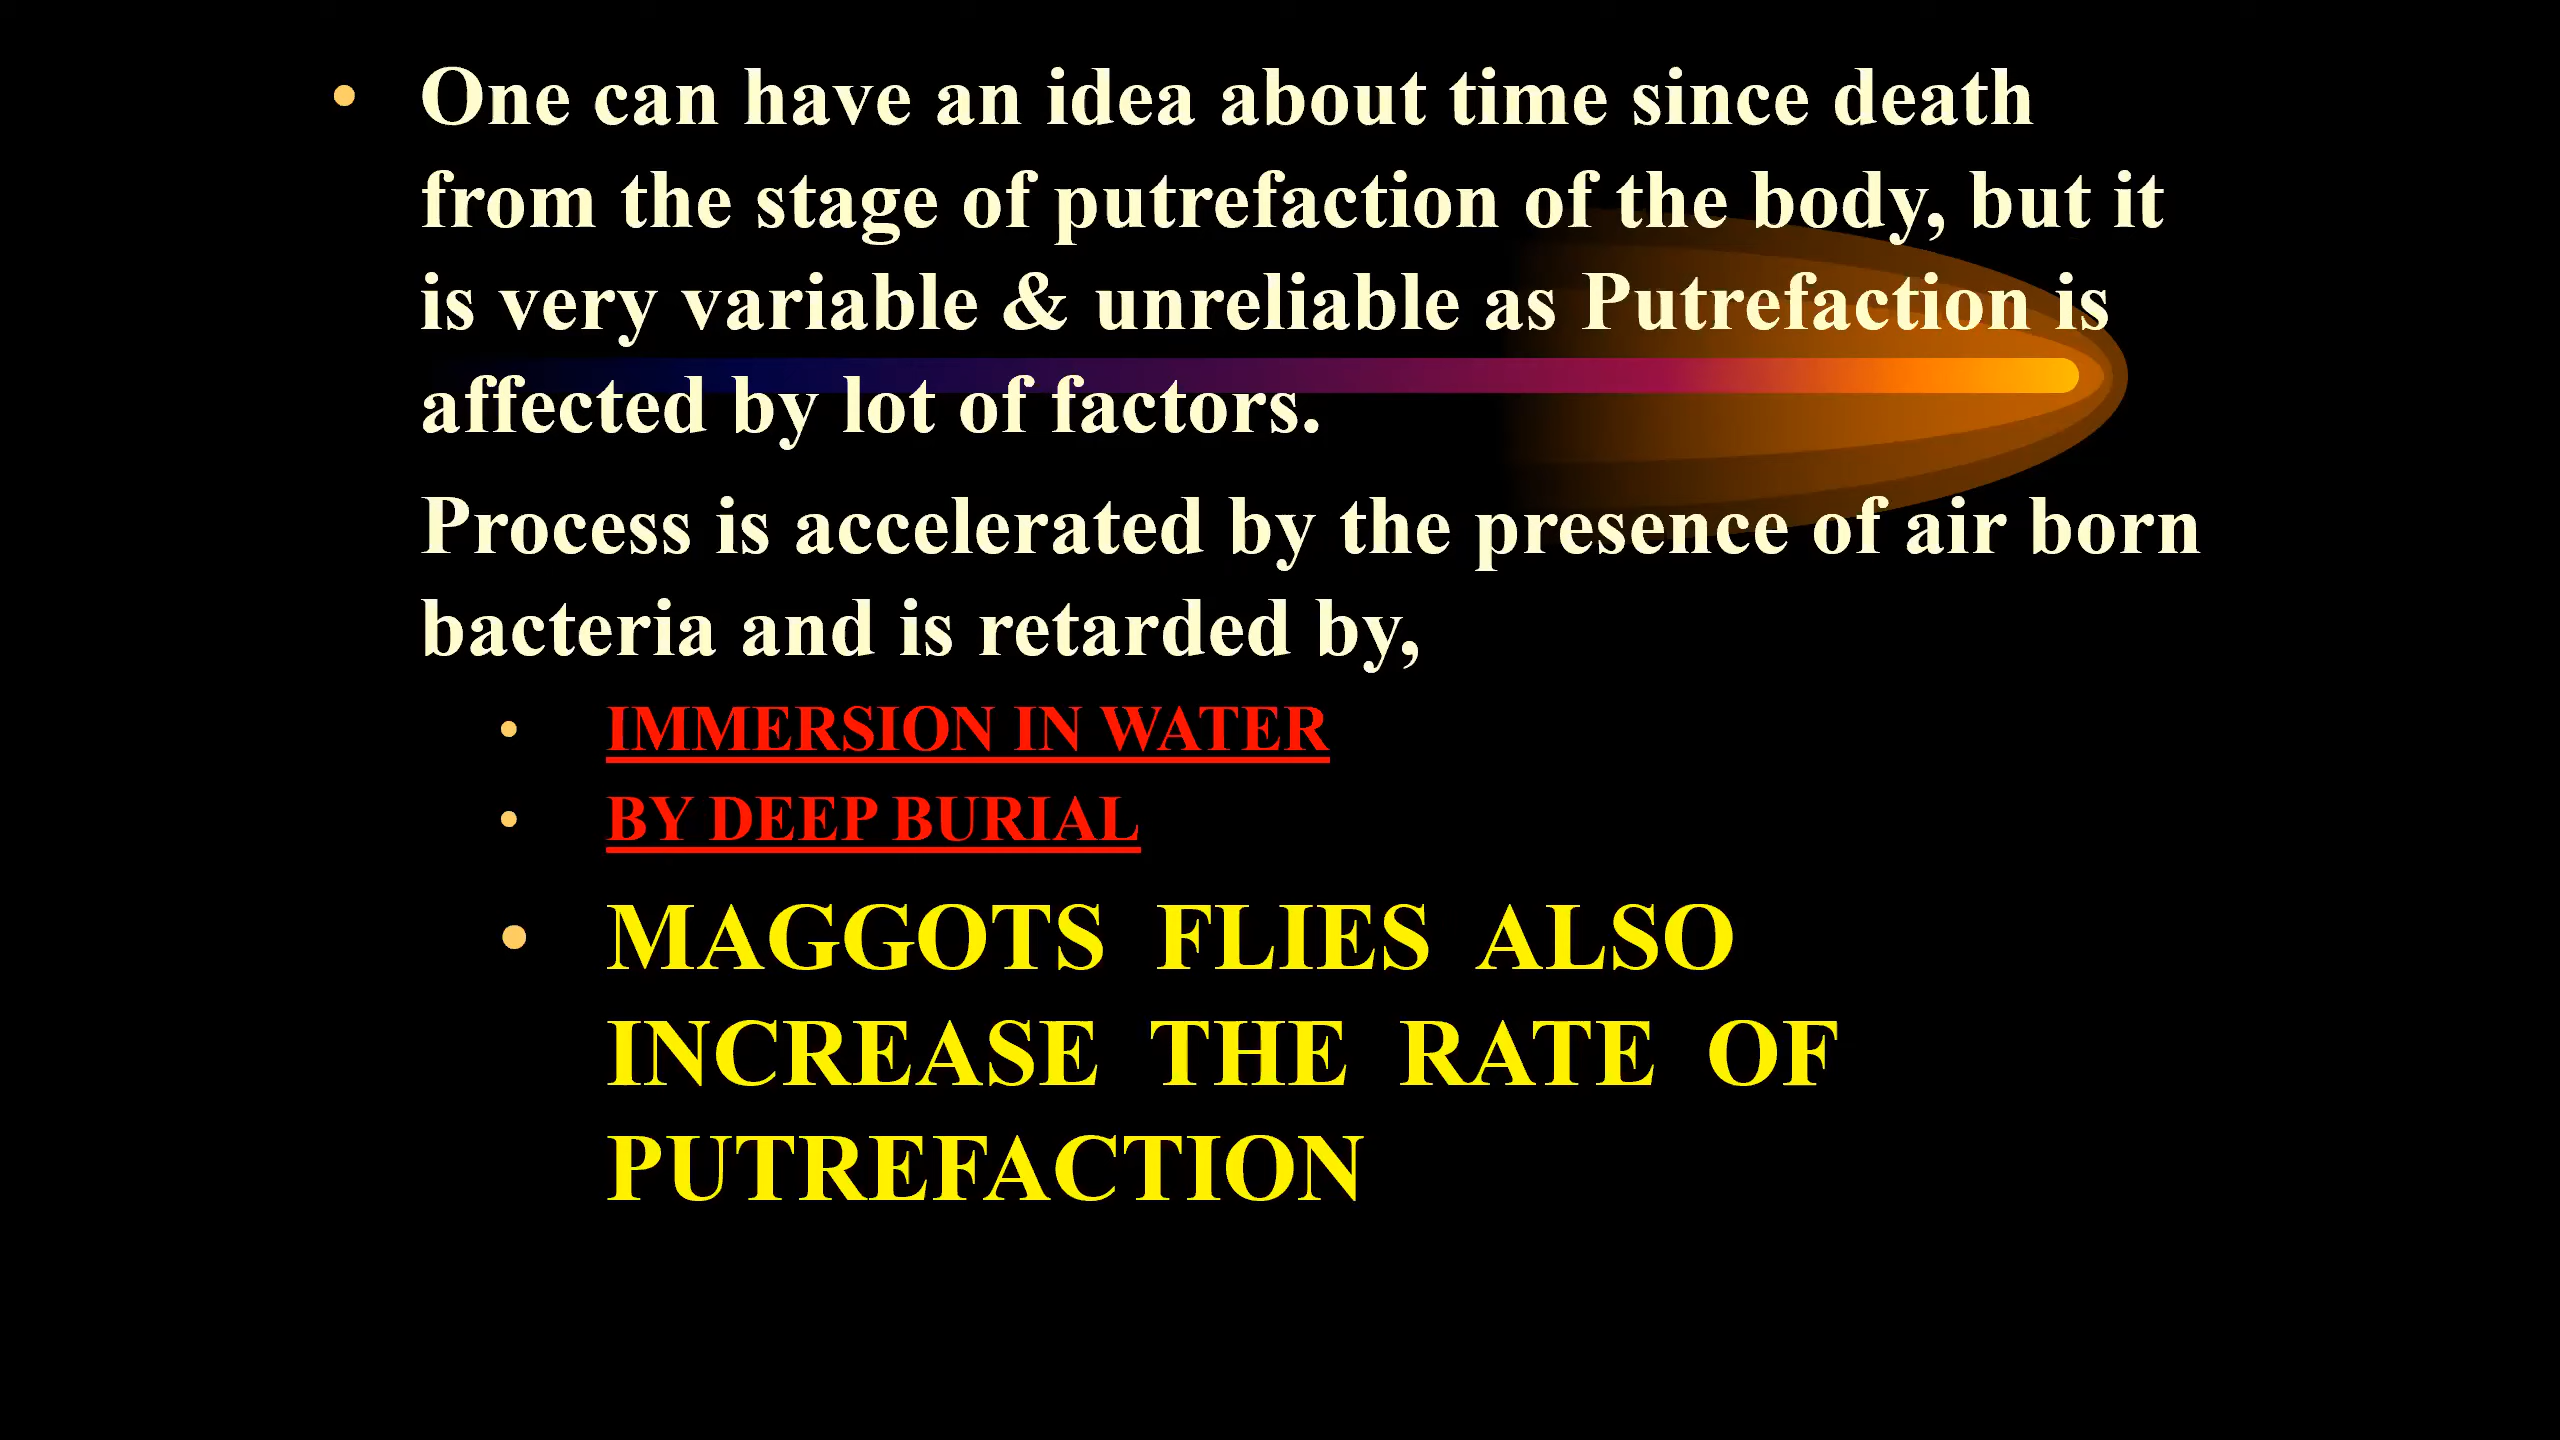 • One can have an idea about time since death
from the stage of putrefaction of the body, but it
is very variable & unreliable as Putrefaction is
affected by lot of factors.
Process is accelerated by the presence of air born
bacteria and is retarded by,
• IMMERSION IN WATER
• BY DEEP BURIAL
• MAGGOTS FLIES ALSO
INCREASE THE RATE OF
PUTREFACTION